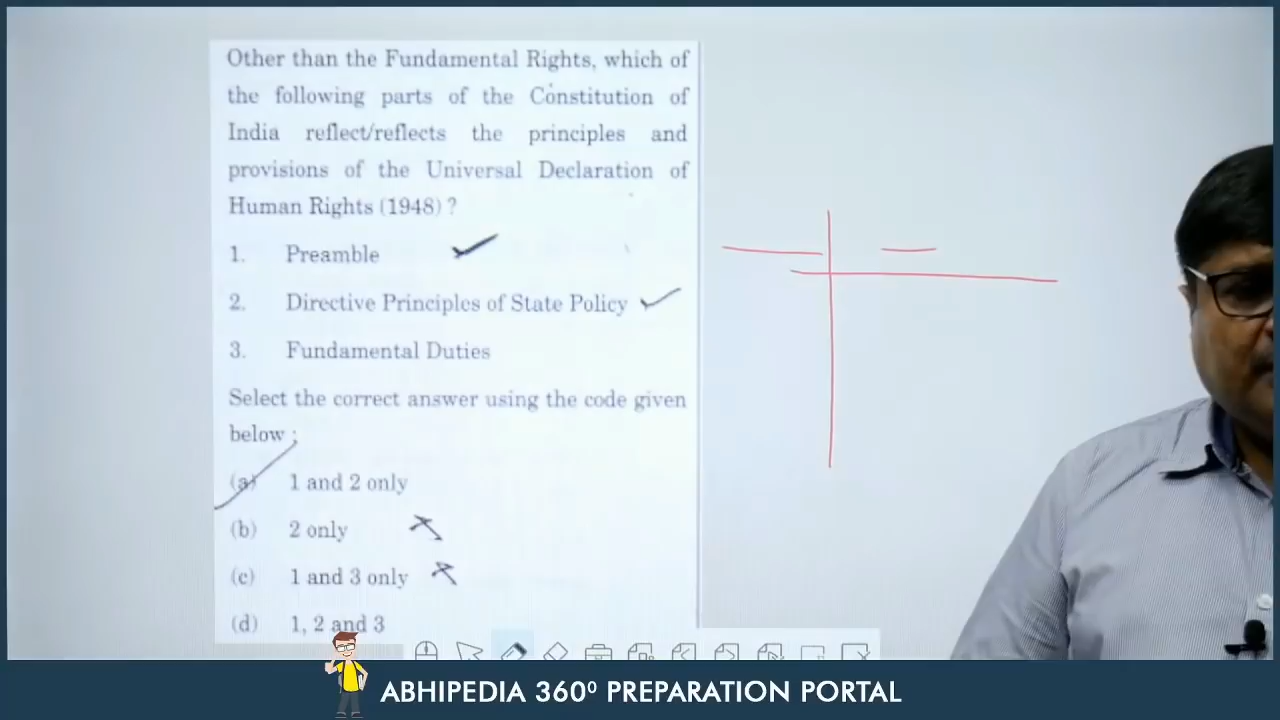 Other than the Fundamental Rights, which of
the following parts of the Constitution of
India reflect/reflects the principles and
provisions of the Universal Declaration of
Human Rights (1948) ?
1. Preamble
2. Directive Principles of State Policy
3. Fundamental Duties
Select the correct answer using the code given
below :
(a) 1 and 2 only
(b) 2 only
(c) 1 and 3 only
(d) 1, 2 and 3
ABHIPEDIA 360⁰ PREPARATION PORTAL